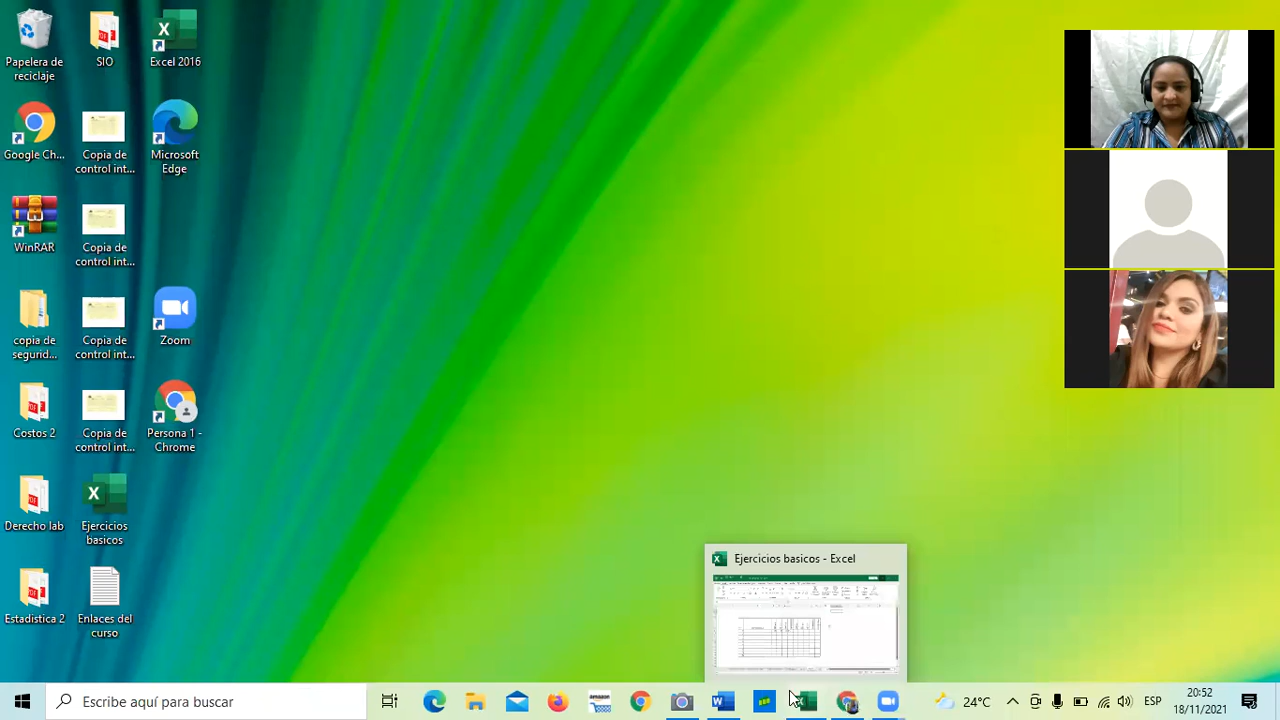 Papelera de
reciclaje
SIO
Excel 2016
Google Ch...
Copia de
control int...
Microsoft
Edge
WinRAR
Copia de
control int...
copia de
segurid...
Copia de
control int...
Zoom
Costos 2
Copia de
control int...
Persona 1 -
Chrome
Derecho lab
Ejercicios
basicos
Estadistica 2
Enlaces del
curso
Ejercicios basicos - Excel
Escribe aquí para buscar
amazon
24°C
ESP
20:52
18/11/2021